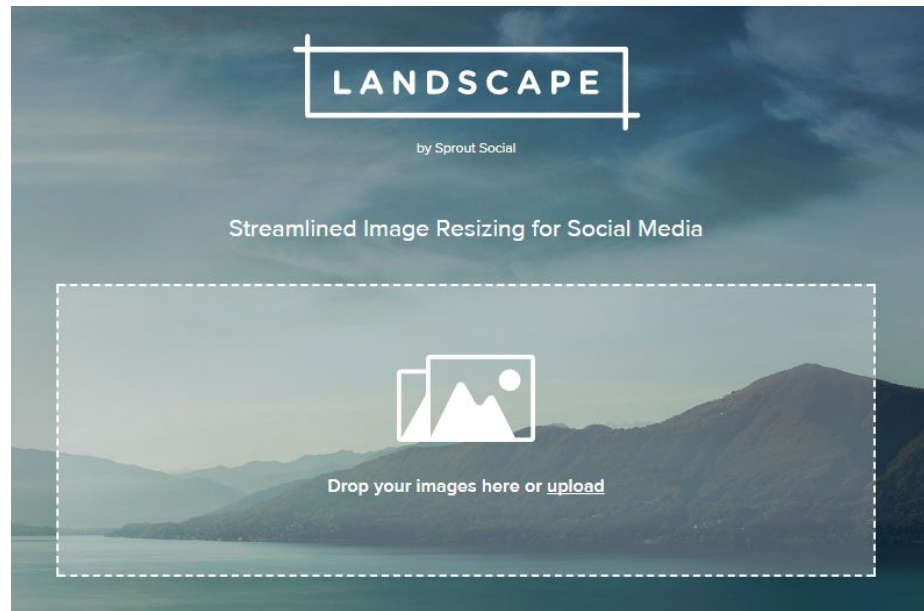 LANDSCAPE
by Sprout Social
Streamlined Image Resizing for Social Media
Drop your images here or upload